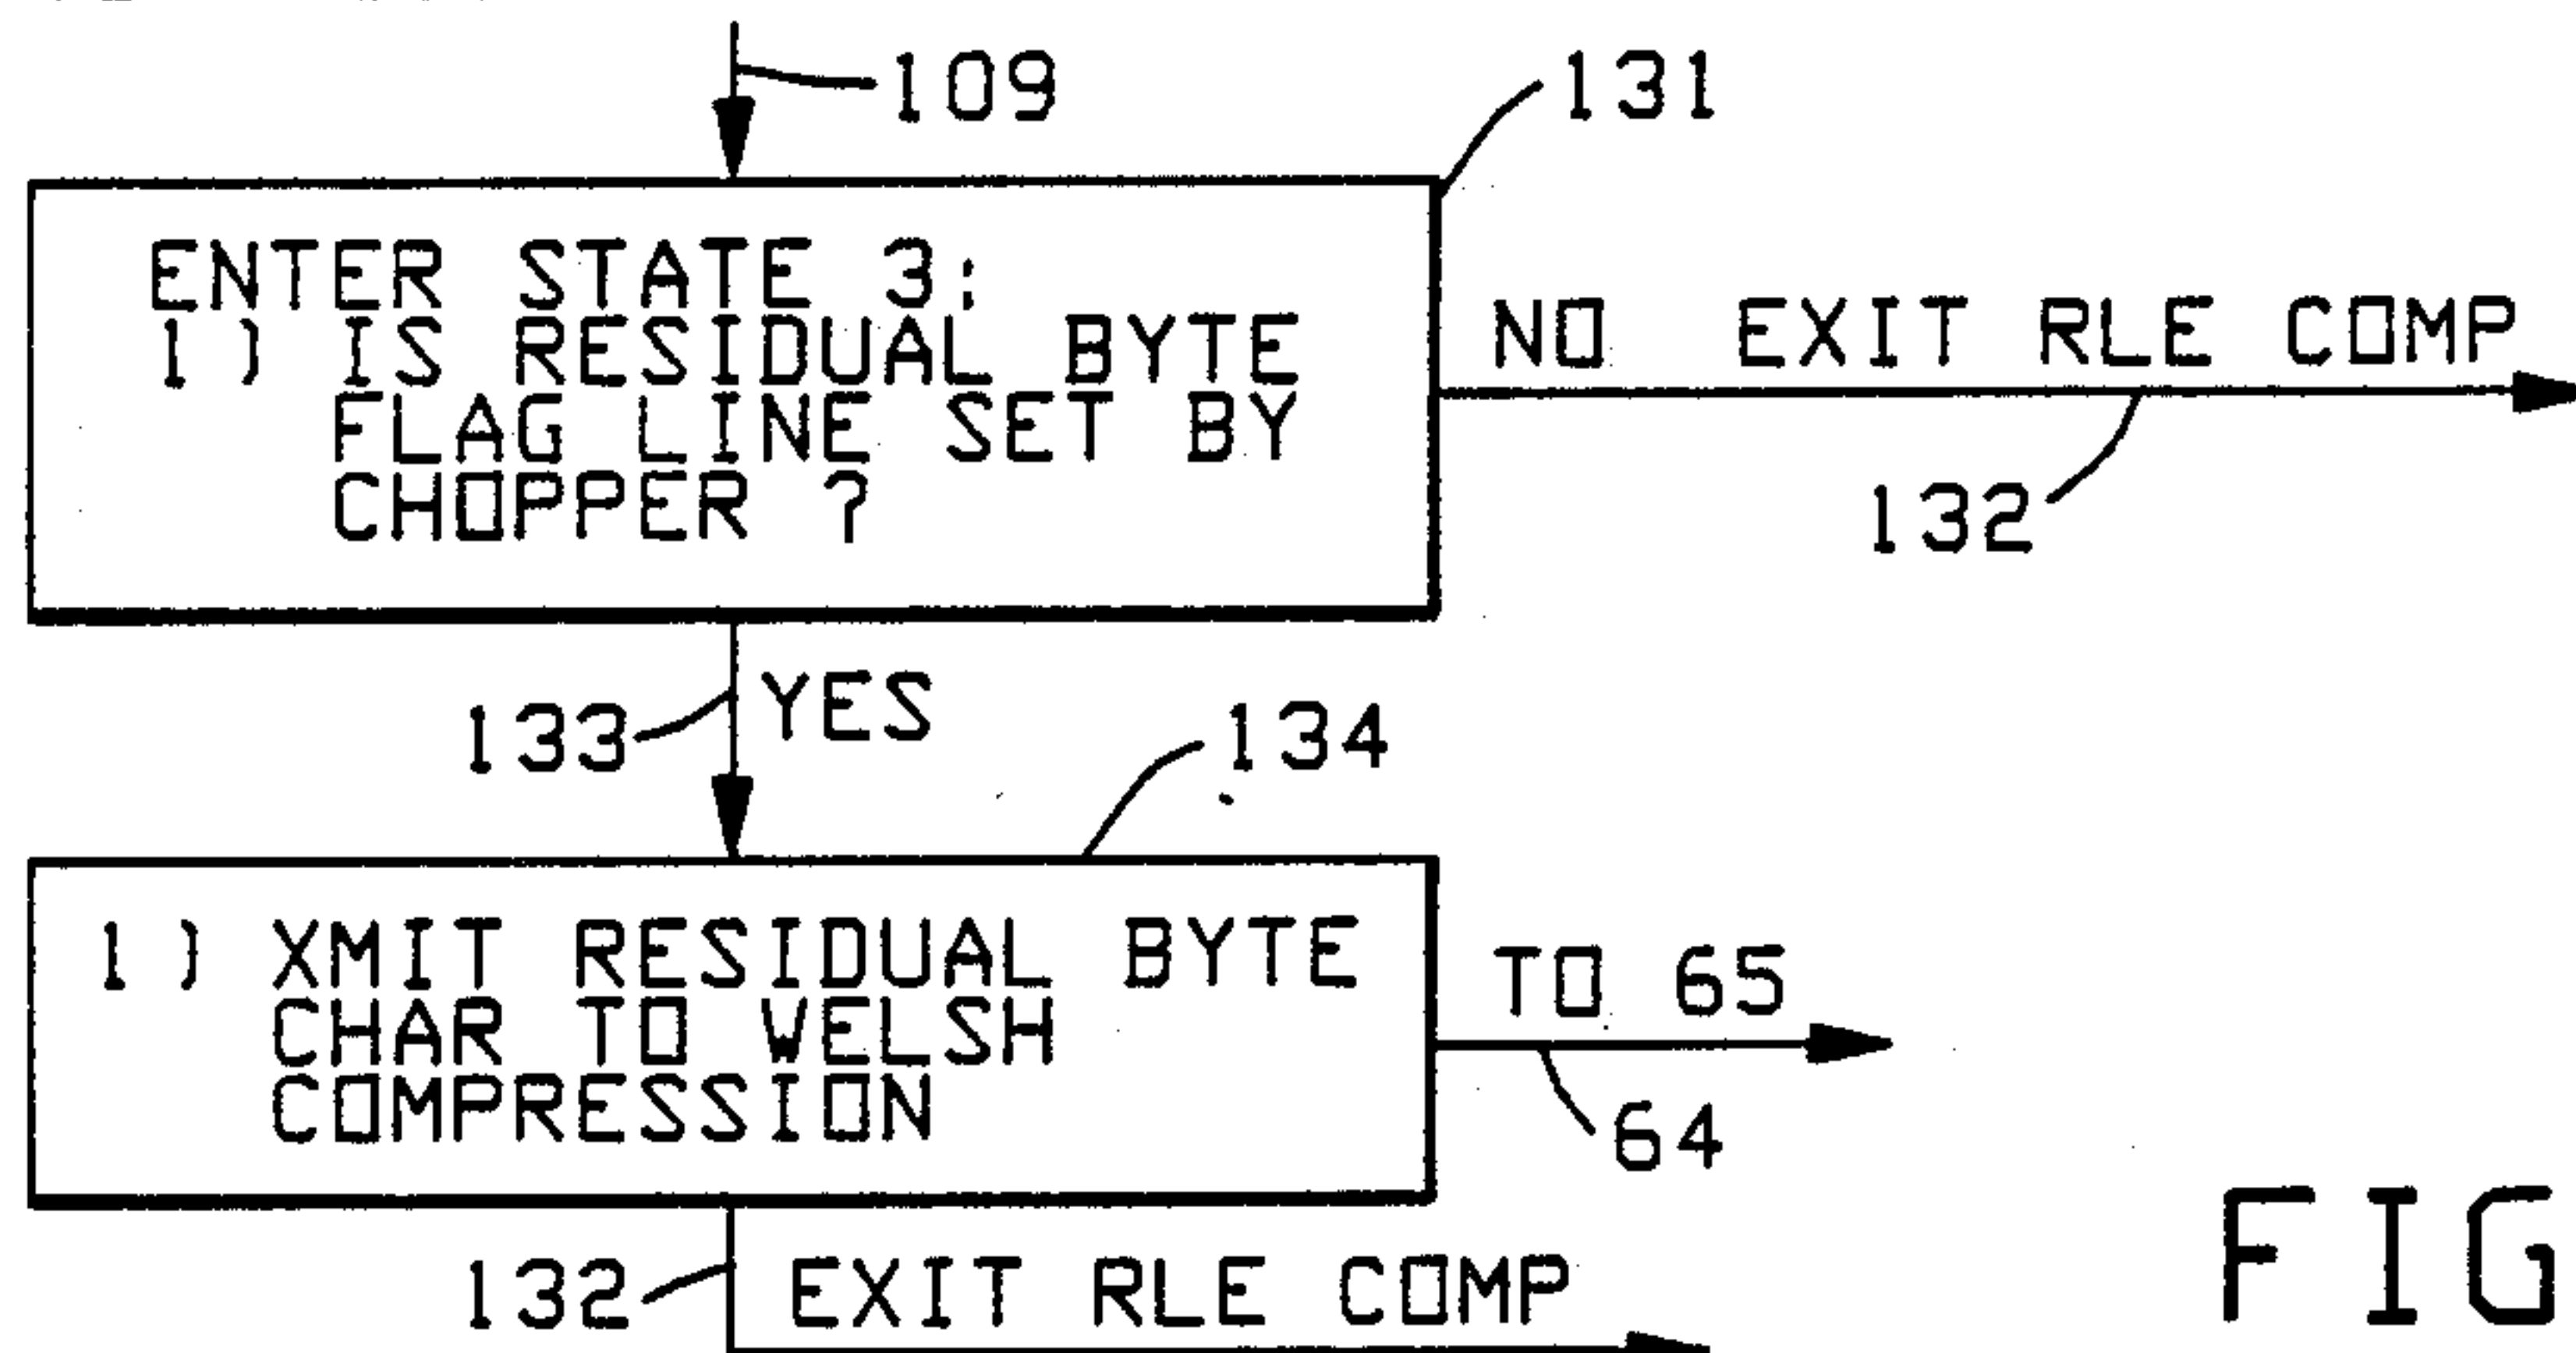 109
131
ENTER STATE 3:
1) IS RESIDUAL BYTE
FLAG LINE SET BY
CHOPPER ?
NO EXIT RLE COMP
132
133
YES
134
1) XMIT RESIDUAL BYTE
CHAR TO WELSH
COMPRESSION
TO 65
64
132
EXIT RLE COMP
FIG